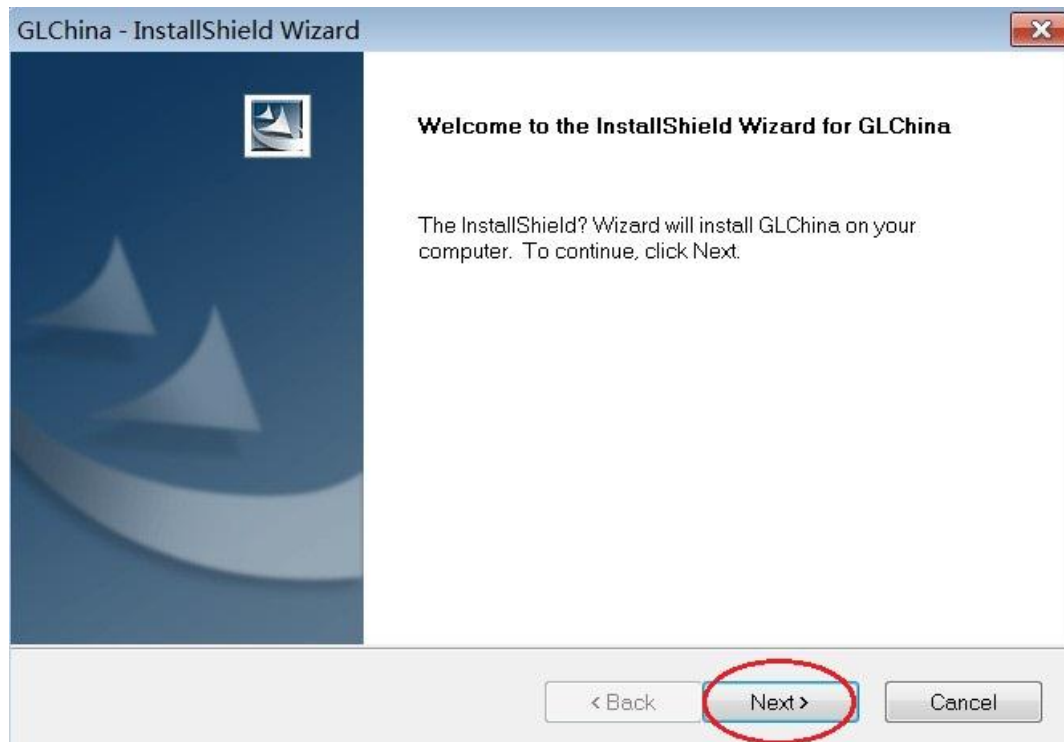 GLChina - InstallShield Wizard
Welcome to the InstallShield Wizard for GLChina
The InstallShield? Wizard will install GLChina on your
computer. To continue, click Next.
< Back
Next >
Cancel